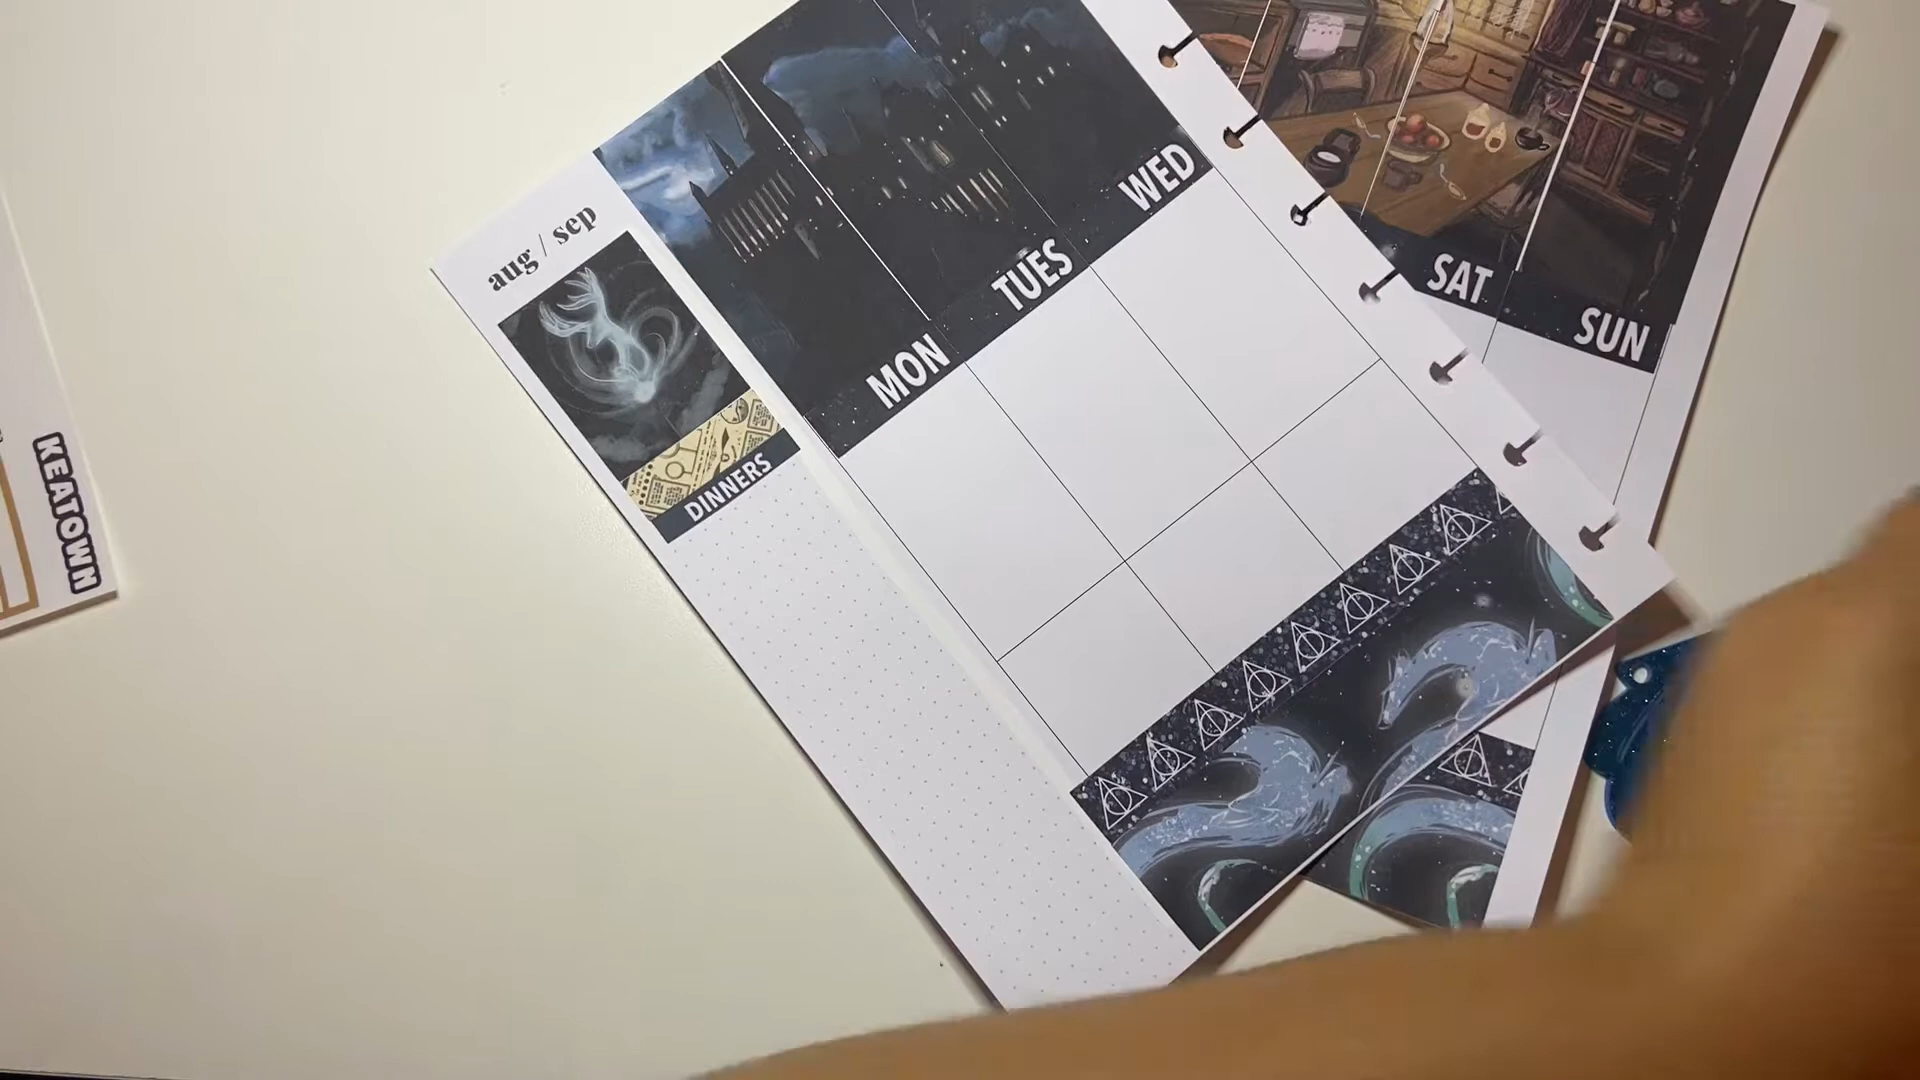 aug / sep
MON
TUES
WED
SAT
SUN
DINNERS
KEATOWN